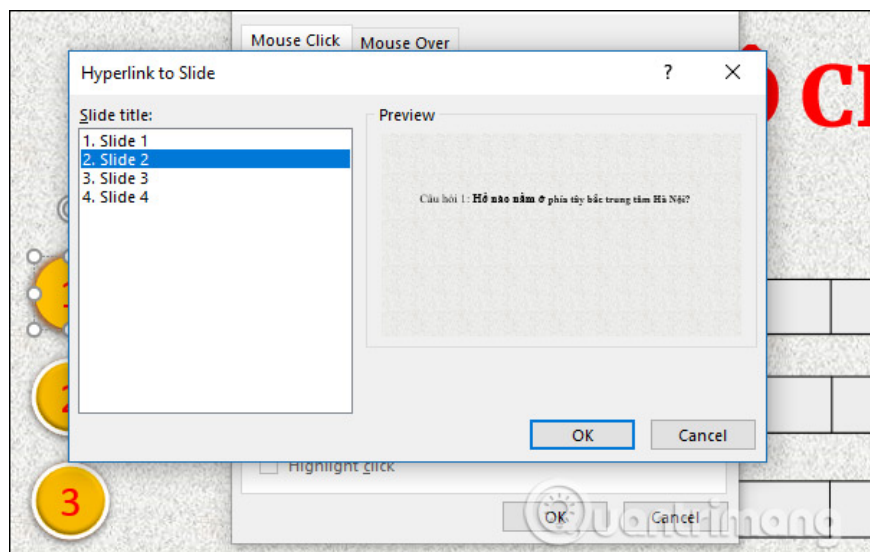 Mouse Click
Mouse Over
Hyperlink to Slide
Slide title:
1. Slide 1
2. Slide 2
3. Slide 3
4. Slide 4
Preview
Câu hỏi 1: Hồ nào nằm ở phía tây bắc trung tâm Hà Nội?
OK
Cancel
Highlight click
3
OK
Cancel
Quantrimang